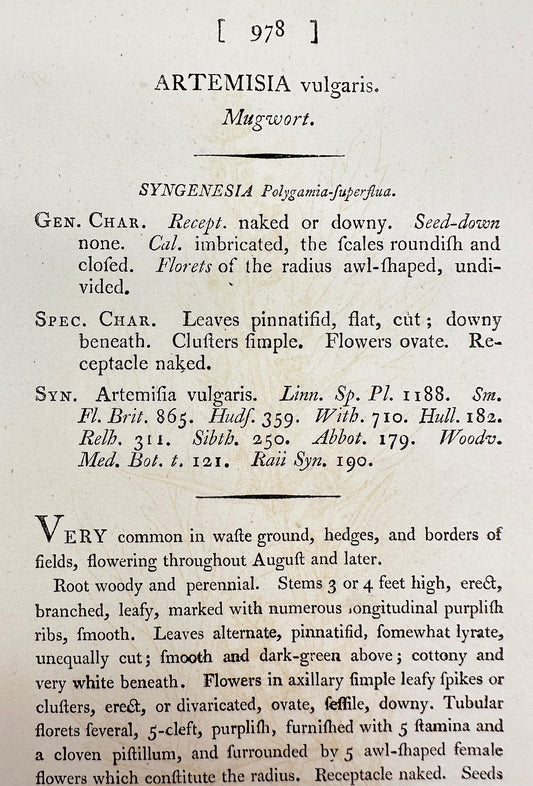 [ 978 ]
ARTEMISIA vulgaris.
Mugwort.
SYNGENESIA Polygamia-ſuperflua.
GEN. CHAR. Recept. naked or downy. Seed-down
none. Cal. imbricated, the ſcales roundiſh and
cloſed. Florets of the radius awl-ſhaped, undi-
vided.
SPEC. CHAR. Leaves pinnatifid, flat, cut; downy
beneath. Cluſters ſimple. Flowers ovate. Re-
ceptacle naked.
SYN. Artemiſia vulgaris. Linn. Sp. Pl. 1188. Sm.
Fl. Brit. 865. Hudſ. 359. With. 710. Hull. 182.
Relh. 311. Sibth. 250. Abbot. 179. Woodv.
Med. Bot. t. 121. Raii Syn. 190.
VERY common in waſte ground, hedges, and borders of
fields, flowering throughout Auguſt and later.
Root woody and perennial. Stems 3 or 4 feet high, erect,
branched, leafy, marked with numerous longitudinal purpliſh
ribs, ſmooth. Leaves alternate, pinnatifid, ſomewhat lyrate,
unequally cut; ſmooth and dark-green above; cottony and
very white beneath. Flowers in axillary ſimple leafy ſpikes or
cluſters, erect, or divaricated, ovate, ſeſſile, downy. Tubular
florets ſeveral, 5-cleft, purpliſh, furniſhed with 5 ſtamina and
a cloven piſtillum, and ſurrounded by 5 awl-ſhaped female
flowers which conſtitute the radius. Receptacle naked. Seeds